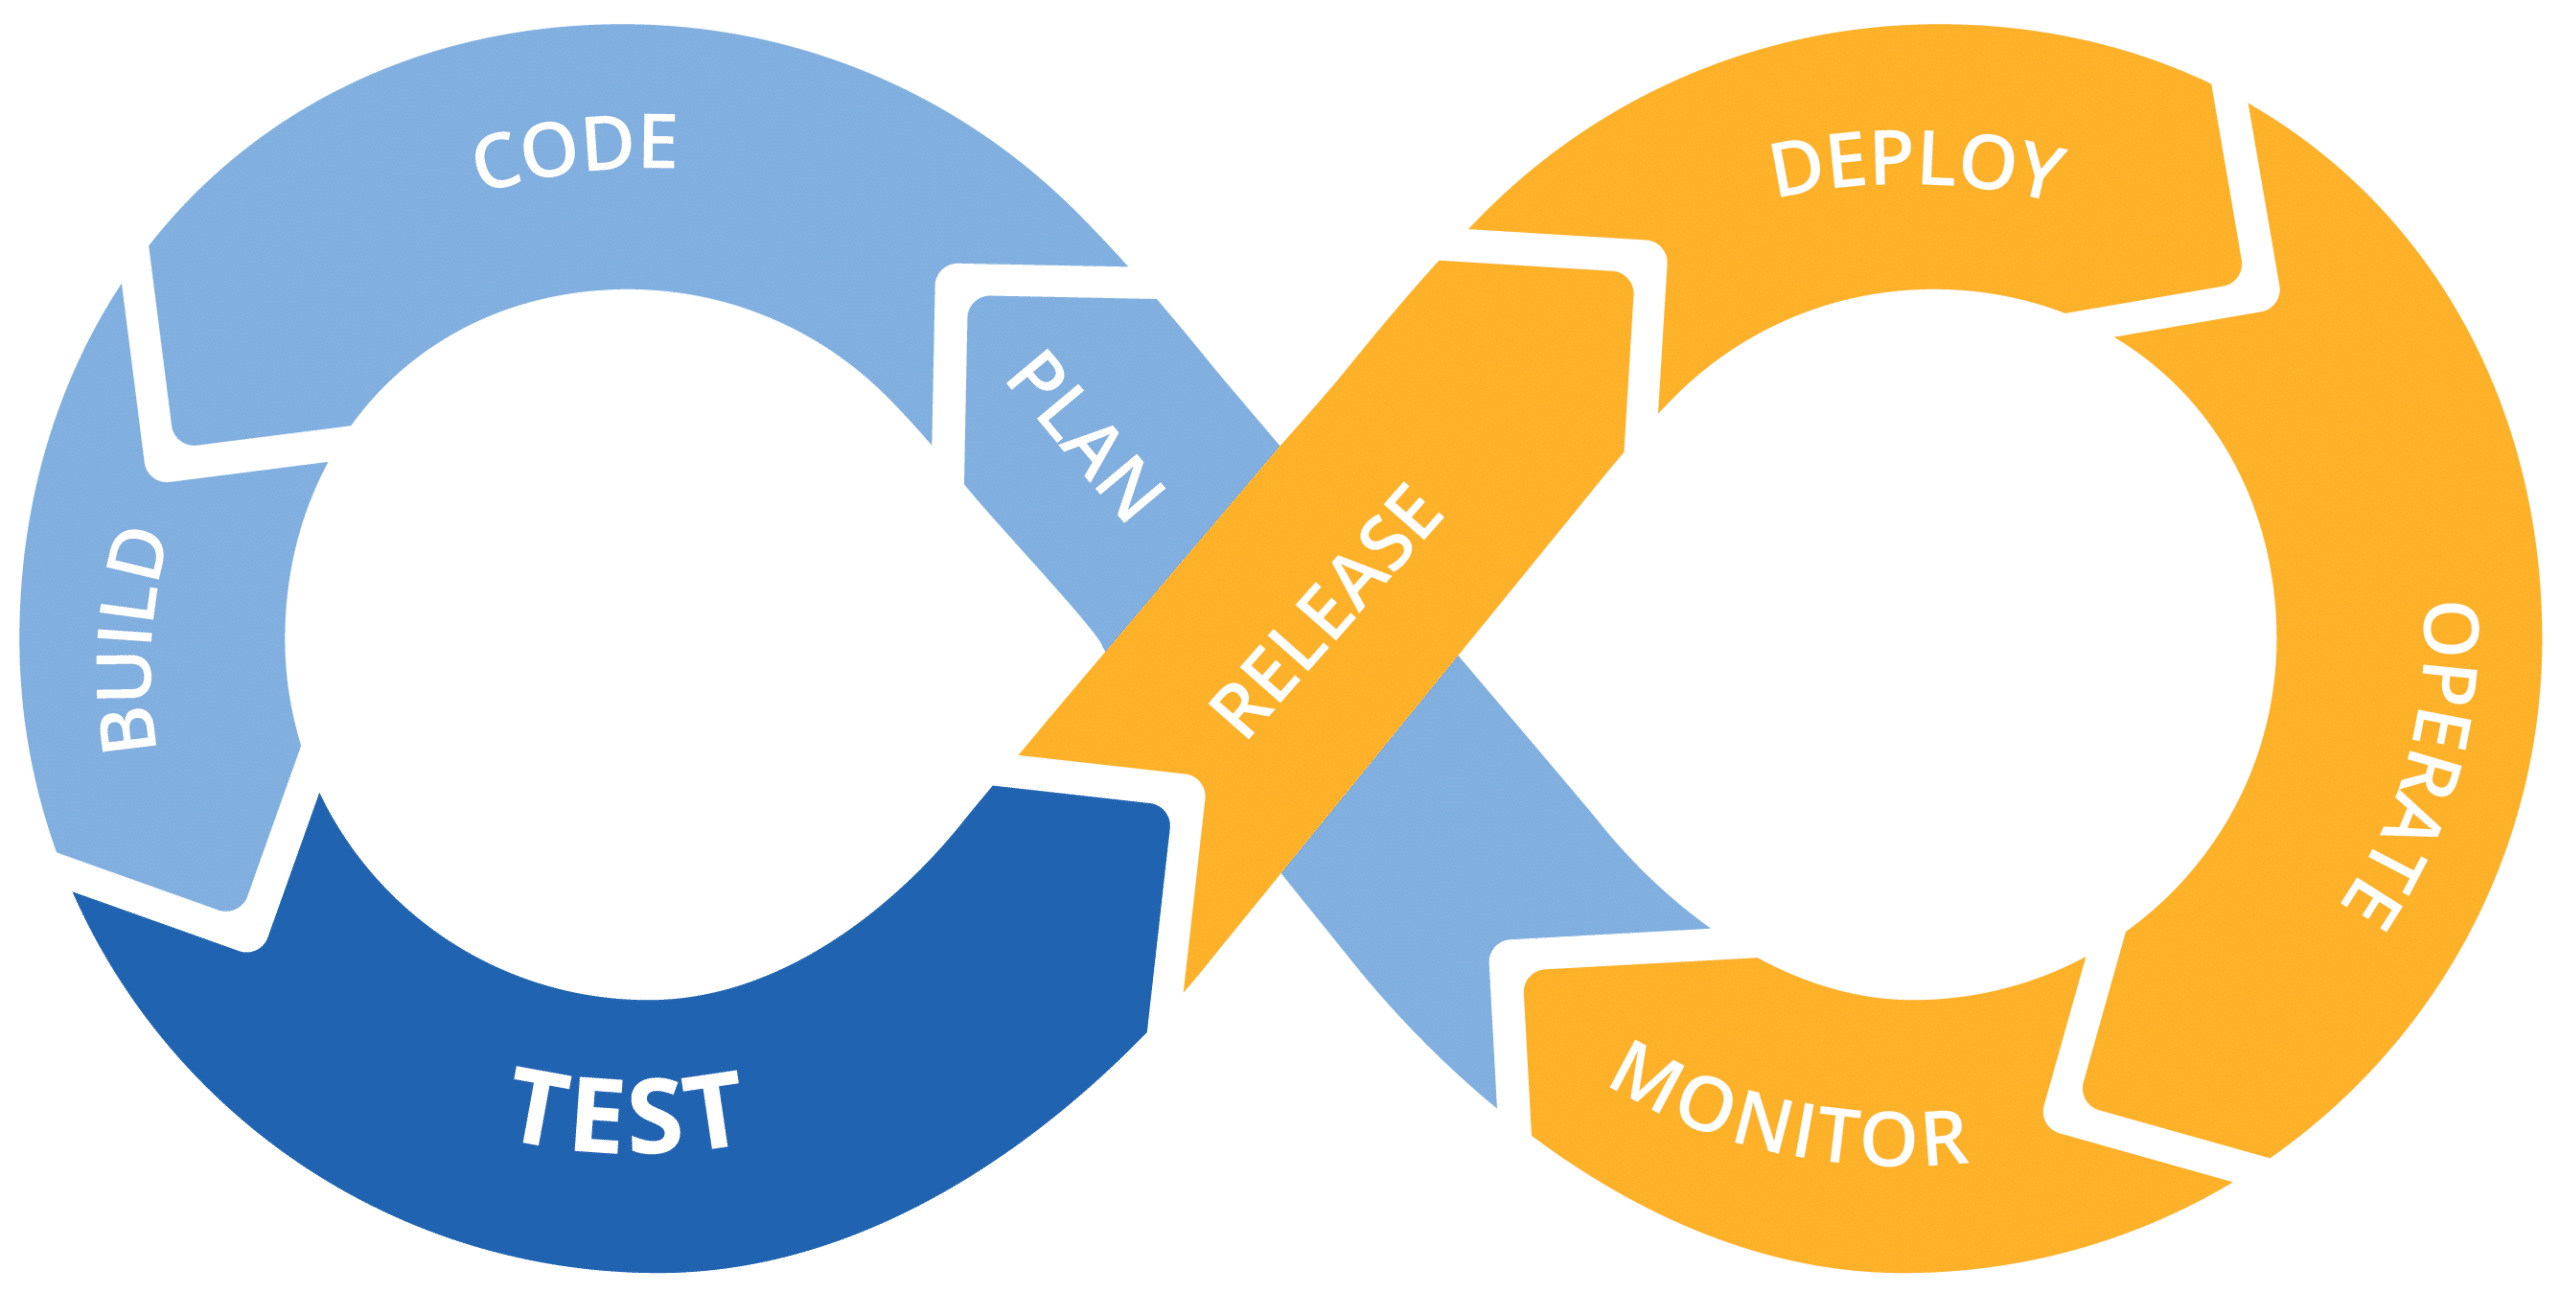 PLAN
CODE
BUILD
TEST
RELEASE
DEPLOY
OPERATE
MONITOR